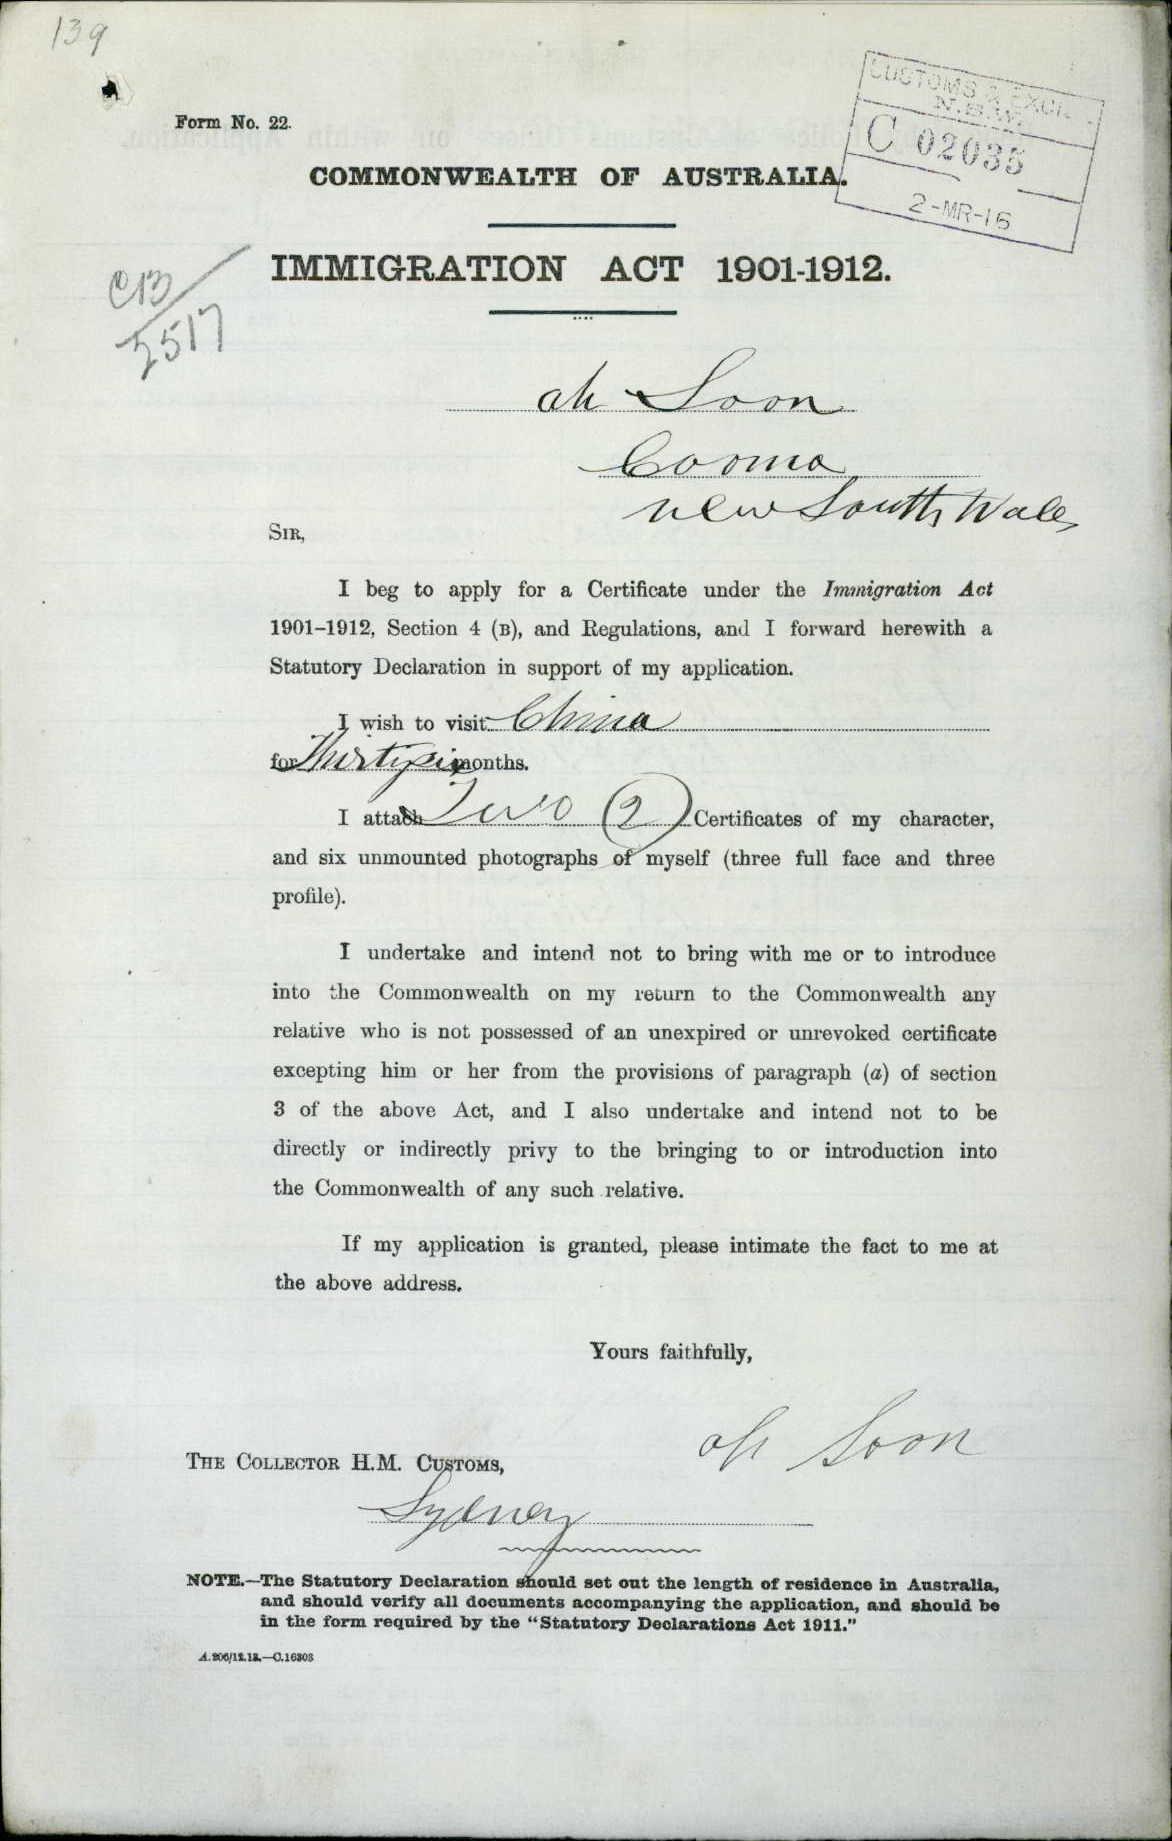 139
Form No. 22.
CUSTOMS & EXCI
N.S.W.
C 02035
2-MR-16
COMMONWEALTH OF AUSTRALIA.
IMMIGRATION ACT 1901-1912.
2517
ah Soon
Cooma
new South Wales
SIR,
I beg to apply for a Certificate under the Immigration Act
1901–1912, Section 4 (B), and Regulations, and I forward herewith a
Statutory Declaration in support of my application.
I wish to visit China
for Thirtysix months.
I attach Two (2) Certificates of my character,
and six unmounted photographs of myself (three full face and three
profile).
I undertake and intend not to bring with me or to introduce
into the Commonwealth on my return to the Commonwealth any
relative who is not possessed of an unexpired or unrevoked certificate
excepting him or her from the provisions of paragraph (a) of section
3 of the above Act, and I also undertake and intend not to be
directly or indirectly privy to the bringing to or introduction into
the Commonwealth of any such relative.
If my application is granted, please intimate the fact to me at
the above address.
Yours faithfully,
ah Soon
THE COLLECTOR H.M. CUSTOMS,
Sydney
NOTE.—The Statutory Declaration should set out the length of residence in Australia,
and should verify all documents accompanying the application, and should be
in the form required by the "Statutory Declarations Act 1911."
A.206/12.13.—C.16303